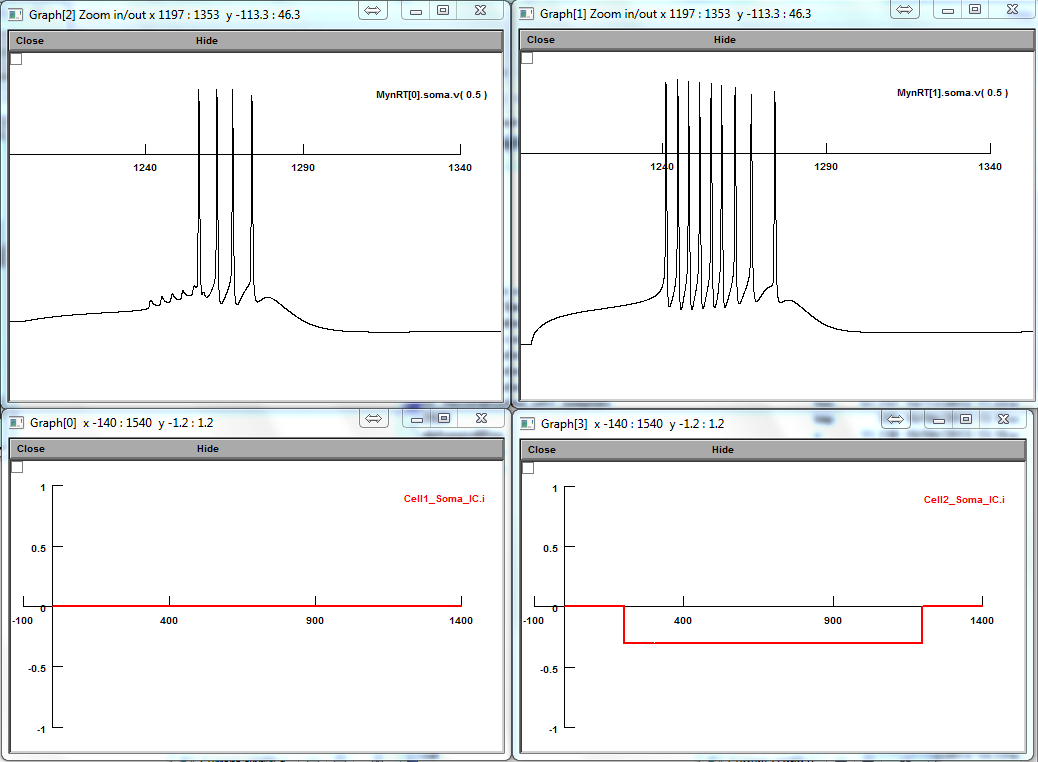 Graph[2] Zoom in/out x 1197 : 1353 y -113.3 : 46.3
Close Hide
MynRT[0].soma.v( 0.5 )
1240 1290 1340
Graph[1] Zoom in/out x 1197 : 1353 y -113.3 : 46.3
Close Hide
MynRT[1].soma.v( 0.5 )
1240 1290 1340
Graph[0] x -140 : 1540 y -1.2 : 1.2
Close Hide
1
Cell1_Soma_IC.i
0.5
0
-100 400 900 1400
-0.5
-1
Graph[3] x -140 : 1540 y -1.2 : 1.2
Close Hide
1
Cell2_Soma_IC.i
0.5
0
-100 400 900 1400
-0.5
-1